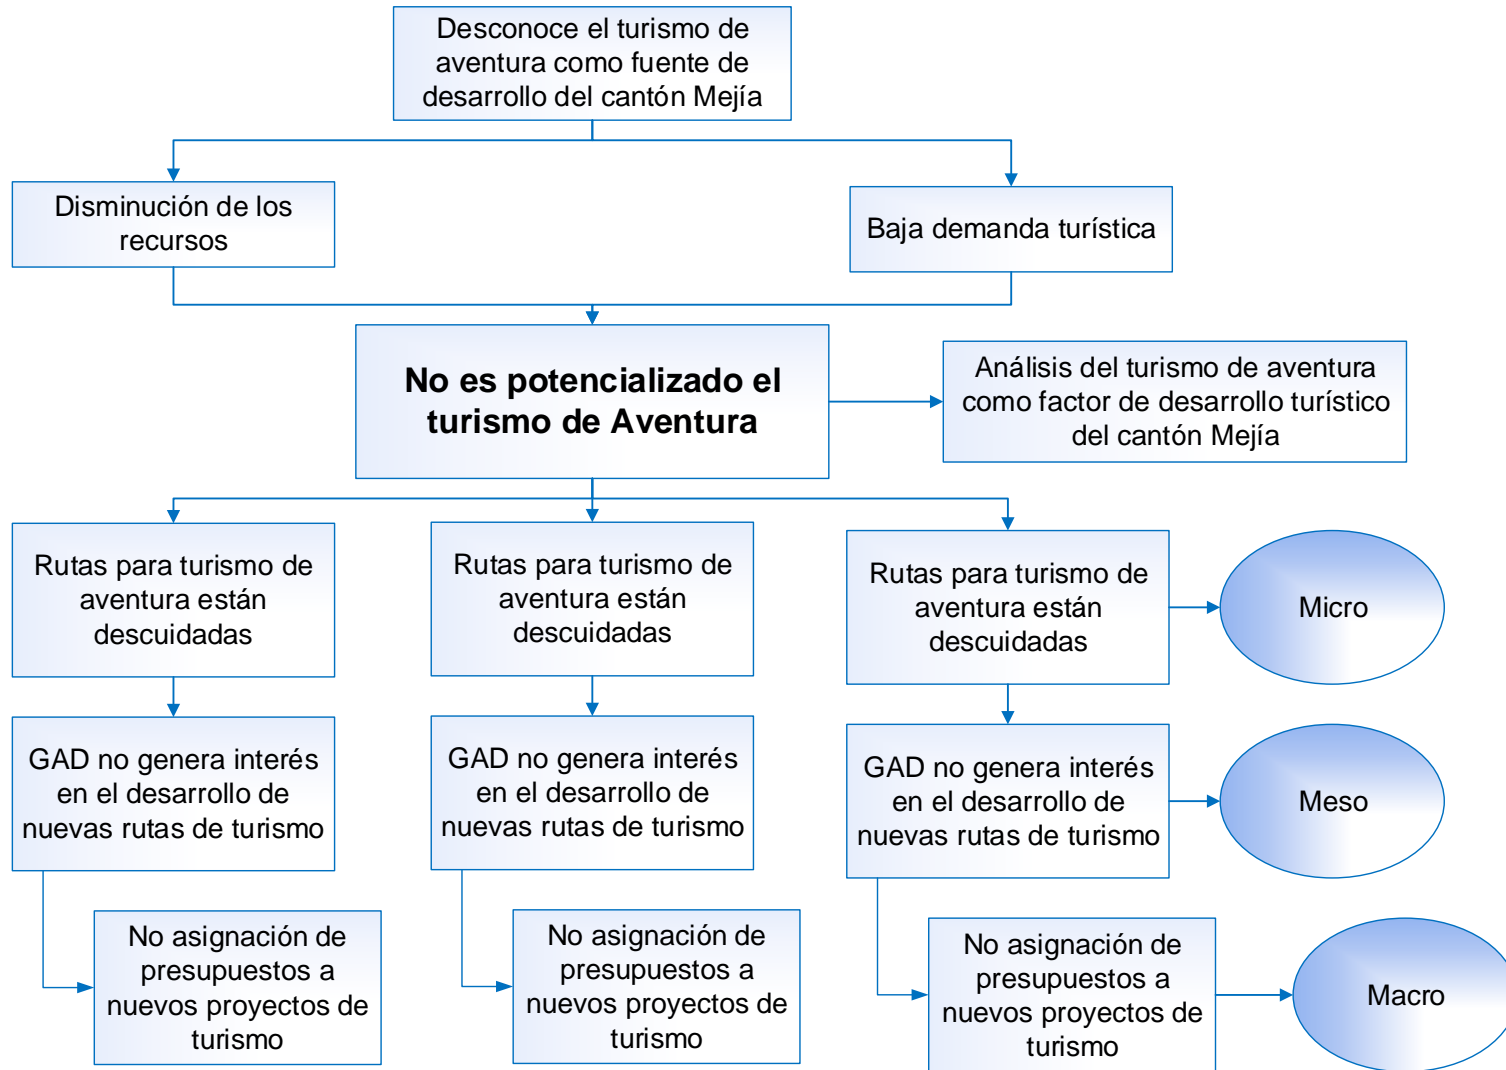 Desconoce el turismo de
aventura como fuente de
desarrollo del cantón Mejía
Disminución de los
recursos
Baja demanda turística
No es potencializado el
turismo de Aventura
Análisis del turismo de aventura
como factor de desarrollo turístico
del cantón Mejía
Rutas para turismo de
aventura están
descuidadas
Rutas para turismo de
aventura están
descuidadas
Rutas para turismo de
aventura están
descuidadas
Micro
GAD no genera interés
en el desarrollo de
nuevas rutas de turismo
GAD no genera interés
en el desarrollo de
nuevas rutas de turismo
GAD no genera interés
en el desarrollo de
nuevas rutas de turismo
Meso
No asignación de
presupuestos a
nuevos proyectos de
turismo
No asignación de
presupuestos a
nuevos proyectos de
turismo
No asignación de
presupuestos a
nuevos proyectos de
turismo
Macro